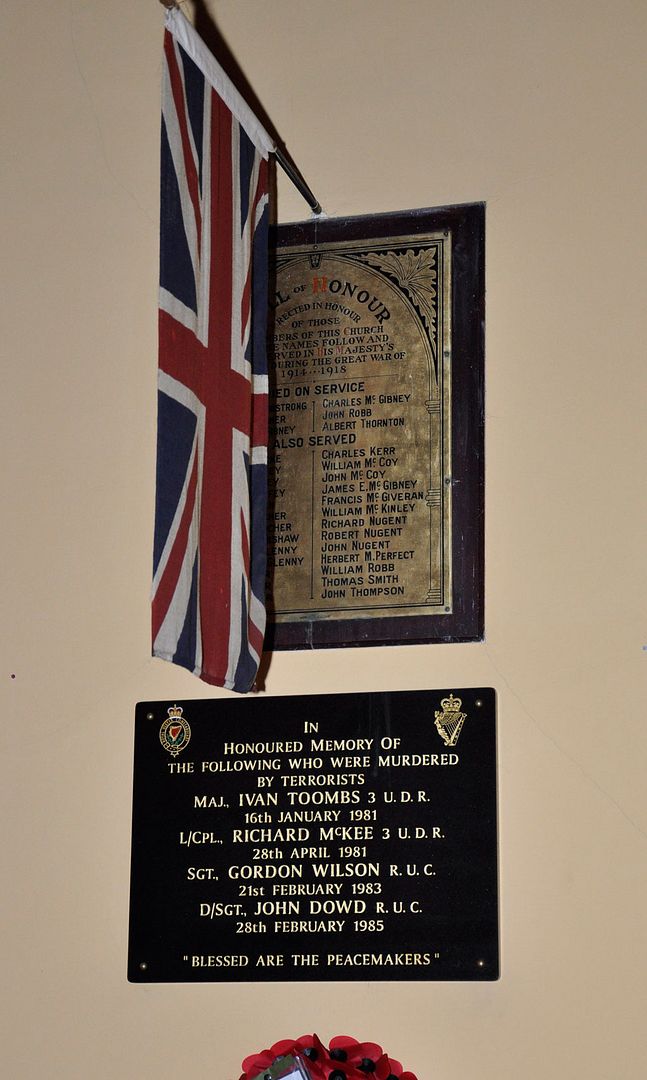 OF HONOUR
ERECTED IN HONOUR
OF THOSE
OF THIS CHURCH
NAMES FOLLOW AND
HIS MAJESTY'S
DURING THE GREAT WAR OF
1914...1918
ON SERVICE
CHARLES McGIBNEY
JOHN ROBB
ALBERT THORNTON
ALSO SERVED
CHARLES KERR
WILLIAM McCOY
JOHN McCOY
JAMES E. McGIBNEY
FRANCIS McGIVERAN
WILLIAM McKINLEY
RICHARD NUGENT
ROBERT NUGENT
JOHN NUGENT
HERBERT M. PERFECT
WILLIAM ROBB
THOMAS SMITH
JOHN THOMPSON
IN
HONOURED MEMORY OF
THE FOLLOWING WHO WERE MURDERED
BY TERRORISTS
MAJ., IVAN TOOMBS 3 U.D.R.
16th JANUARY 1981
L/CPL., RICHARD McKEE 3 U.D.R.
28th APRIL 1981
SGT., GORDON WILSON R.U.C.
21st FEBRUARY 1983
D/SGT., JOHN DOWD R.U.C.
28th FEBRUARY 1985
"BLESSED ARE THE PEACEMAKERS"